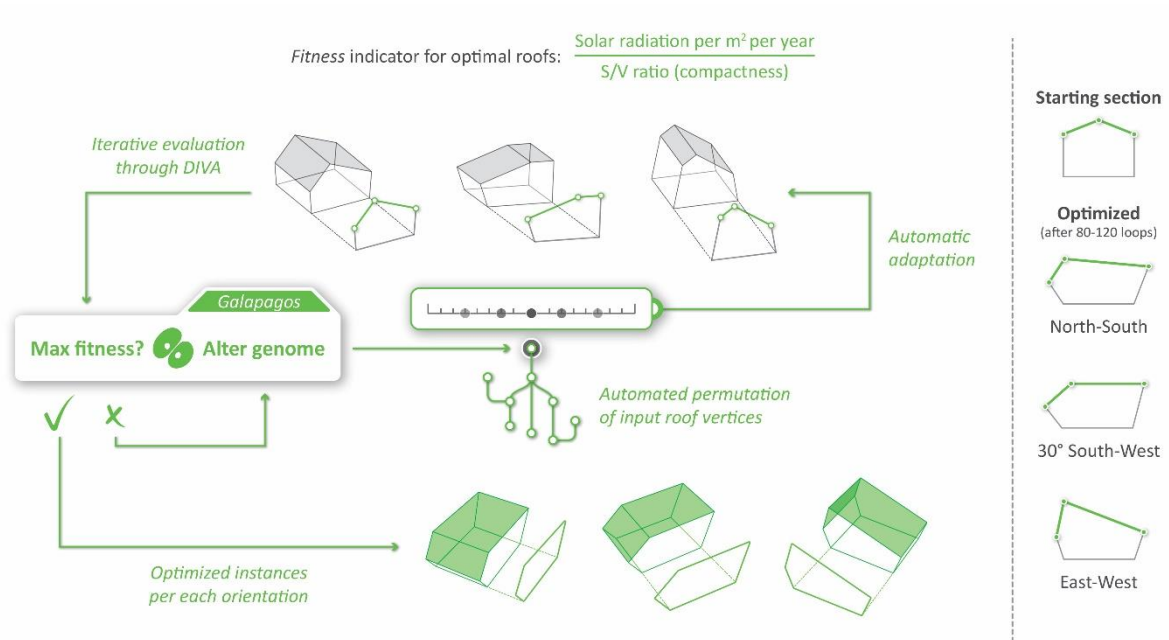 Fitness indicator for optimal roofs:
Solar radiation per m² per year
S/V ratio (compactness)
Iterative evaluation
through DIVA
Automatic
adaptation
Galapagos
Max fitness? Alter genome
Automated permutation
of input roof vertices
Optimized instances
per each orientation
Starting section
Optimized
(after 80-120 loops)
North-South
30° South-West
East-West